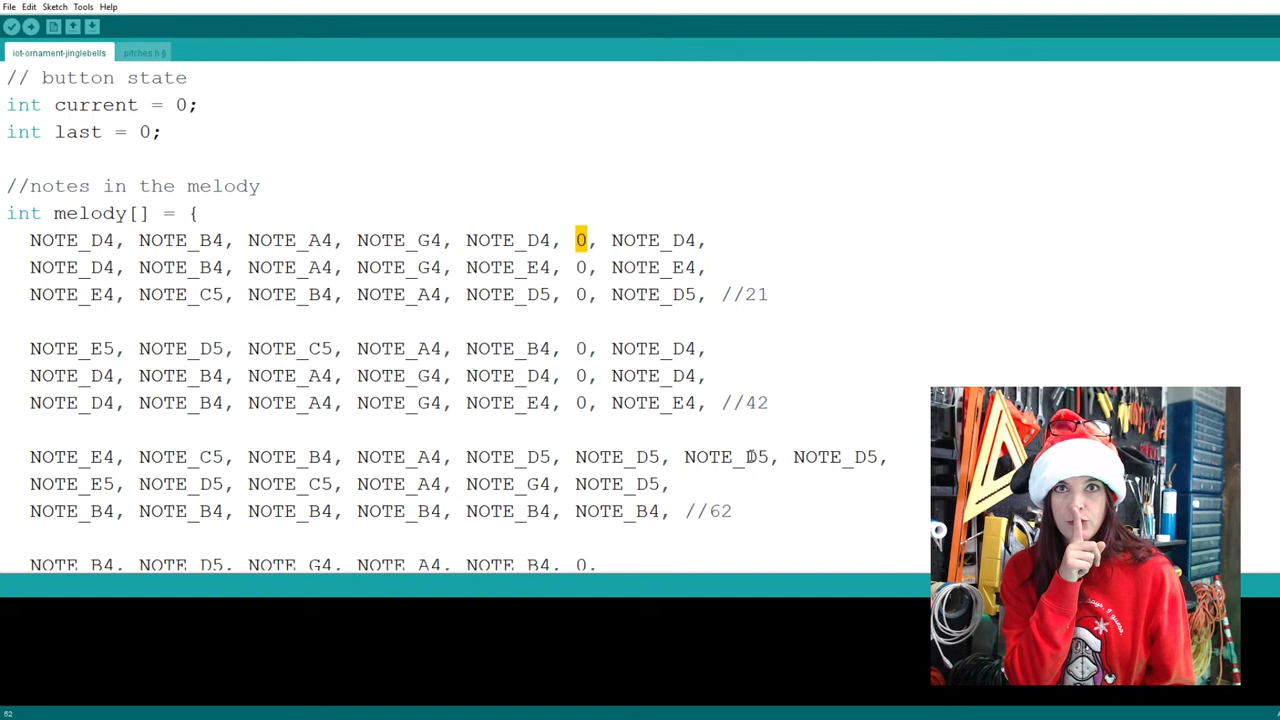 File Edit Sketch Tools Help
iot-ornament-jinglebells pitches.h §
// button state
int current = 0;
int last = 0;
//notes in the melody
int melody[] = {
NOTE_D4, NOTE_B4, NOTE_A4, NOTE_G4, NOTE_D4, 0, NOTE_D4,
NOTE_D4, NOTE_B4, NOTE_A4, NOTE_G4, NOTE_E4, 0, NOTE_E4,
NOTE_E4, NOTE_C5, NOTE_B4, NOTE_A4, NOTE_D5, 0, NOTE_D5, //21
NOTE_E5, NOTE_D5, NOTE_C5, NOTE_A4, NOTE_B4, 0, NOTE_D4,
NOTE_D4, NOTE_B4, NOTE_A4, NOTE_G4, NOTE_D4, 0, NOTE_D4,
NOTE_D4, NOTE_B4, NOTE_A4, NOTE_G4, NOTE_E4, 0, NOTE_E4, //42
NOTE_E4, NOTE_C5, NOTE_B4, NOTE_A4, NOTE_D5, NOTE_D5, NOTE_D5, NOTE_D5,
NOTE_E5, NOTE_D5, NOTE_C5, NOTE_A4, NOTE_G4, NOTE_D5,
NOTE_B4, NOTE_B4, NOTE_B4, NOTE_B4, NOTE_B4, NOTE_B4, //62
NOTE_B4, NOTE_D5, NOTE_G4, NOTE_A4, NOTE_B4, 0,
says, I guess.
52